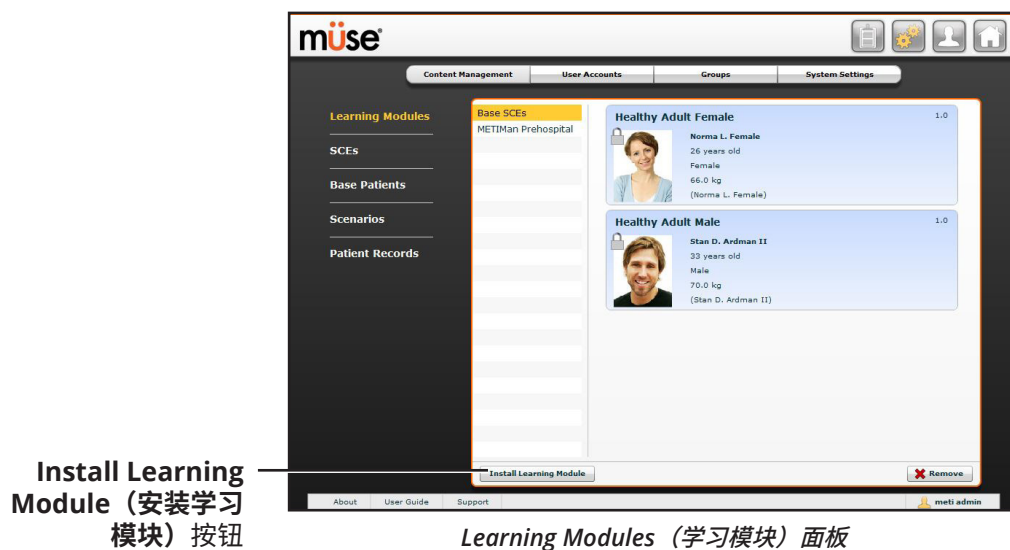 müse
Content Management
User Accounts
Groups
System Settings
Learning Modules
SCEs
Base Patients
Scenarios
Patient Records
Base SCEs
METIMan Prehospital
Healthy Adult Female
1.0
Norma L. Female
26 years old
Female
66.0 kg
(Norma L. Female)
Healthy Adult Male
1.0
Stan D. Ardman II
33 years old
Male
70.0 kg
(Stan D. Ardman II)
Install Learning Module
Remove
About
User Guide
Support
meti admin
Install Learning
Module（安装学习
模块）按钮
Learning Modules（学习模块）面板